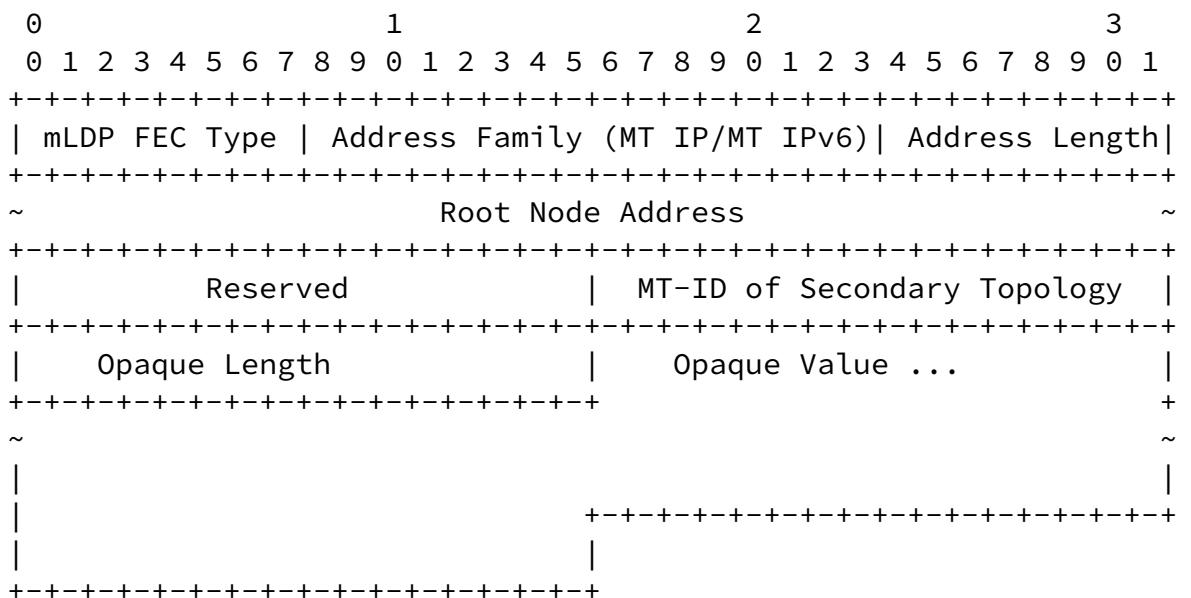 0                   1                   2                   3
 0 1 2 3 4 5 6 7 8 9 0 1 2 3 4 5 6 7 8 9 0 1 2 3 4 5 6 7 8 9 0 1
+-+-+-+-+-+-+-+-+-+-+-+-+-+-+-+-+-+-+-+-+-+-+-+-+-+-+-+-+-+-+-+-+
| mLDP FEC Type | Address Family (MT IP/MT IPv6)| Address Length|
+-+-+-+-+-+-+-+-+-+-+-+-+-+-+-+-+-+-+-+-+-+-+-+-+-+-+-+-+-+-+-+-+
~                       Root Node Address                       ~
+-+-+-+-+-+-+-+-+-+-+-+-+-+-+-+-+-+-+-+-+-+-+-+-+-+-+-+-+-+-+-+-+
|          Reserved             |  MT-ID of Secondary Topology  |
+-+-+-+-+-+-+-+-+-+-+-+-+-+-+-+-+-+-+-+-+-+-+-+-+-+-+-+-+-+-+-+-+
|    Opaque Length              |    Opaque Value ...           |
+-+-+-+-+-+-+-+-+-+-+-+-+-+-+-+-+                               +
~                                                               ~
|                                                               |
|                               +-+-+-+-+-+-+-+-+-+-+-+-+-+-+-+-+
|                               |
+-+-+-+-+-+-+-+-+-+-+-+-+-+-+-+-+